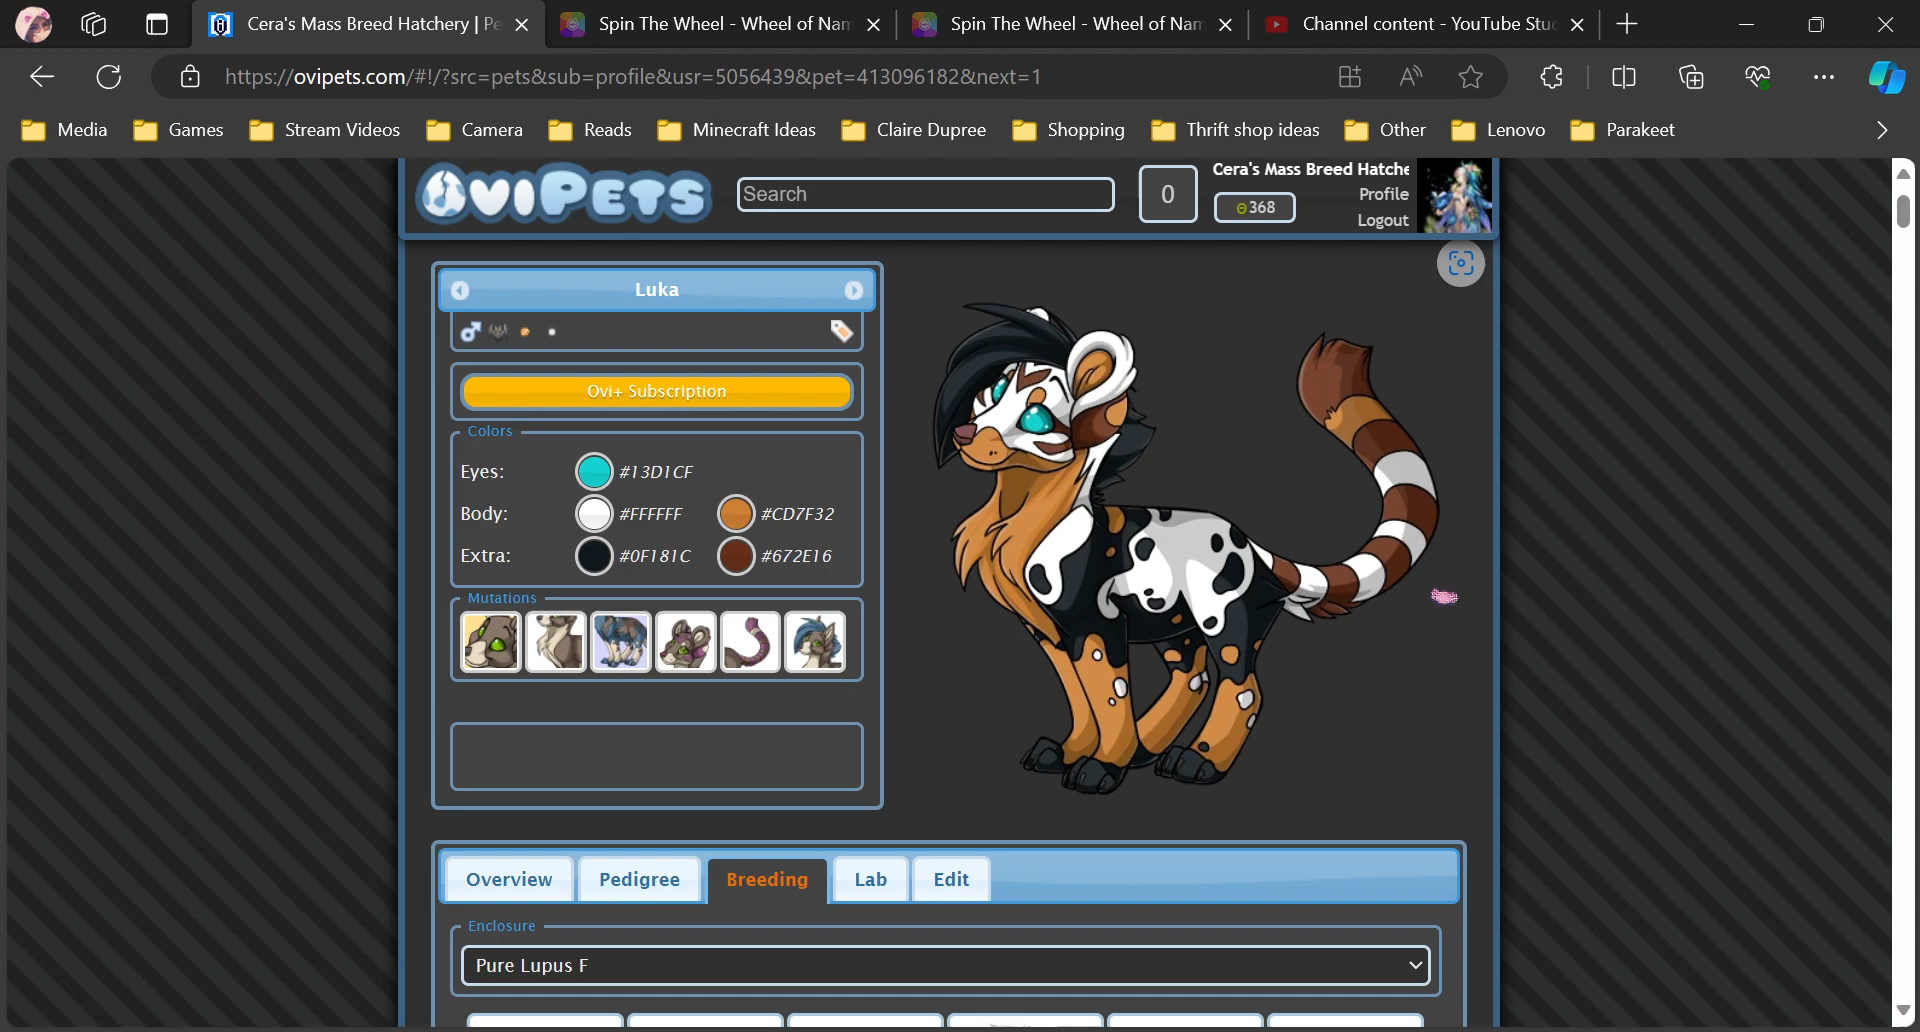 Cera's Mass Breed Hatchery | Pe
Spin The Wheel - Wheel of Nam
Spin The Wheel - Wheel of Nam
Channel content - YouTube Stu
https://ovipets.com/#!/?src=pets&sub=profile&usr=5056439&pet=413096182&next=1
Media
Games
Stream Videos
Camera
Reads
Minecraft Ideas
Claire Dupree
Shopping
Thrift shop ideas
Other
Lenovo
Parakeet
OviPets
Search
0
Cera's Mass Breed Hatche
368
Profile
Logout
Luka
Ovi+ Subscription
Colors
Eyes: #13D1CF
Body: #FFFFFF #CD7F32
Extra: #0F181C #672E16
Mutations
Overview
Pedigree
Breeding
Lab
Edit
Enclosure
Pure Lupus F